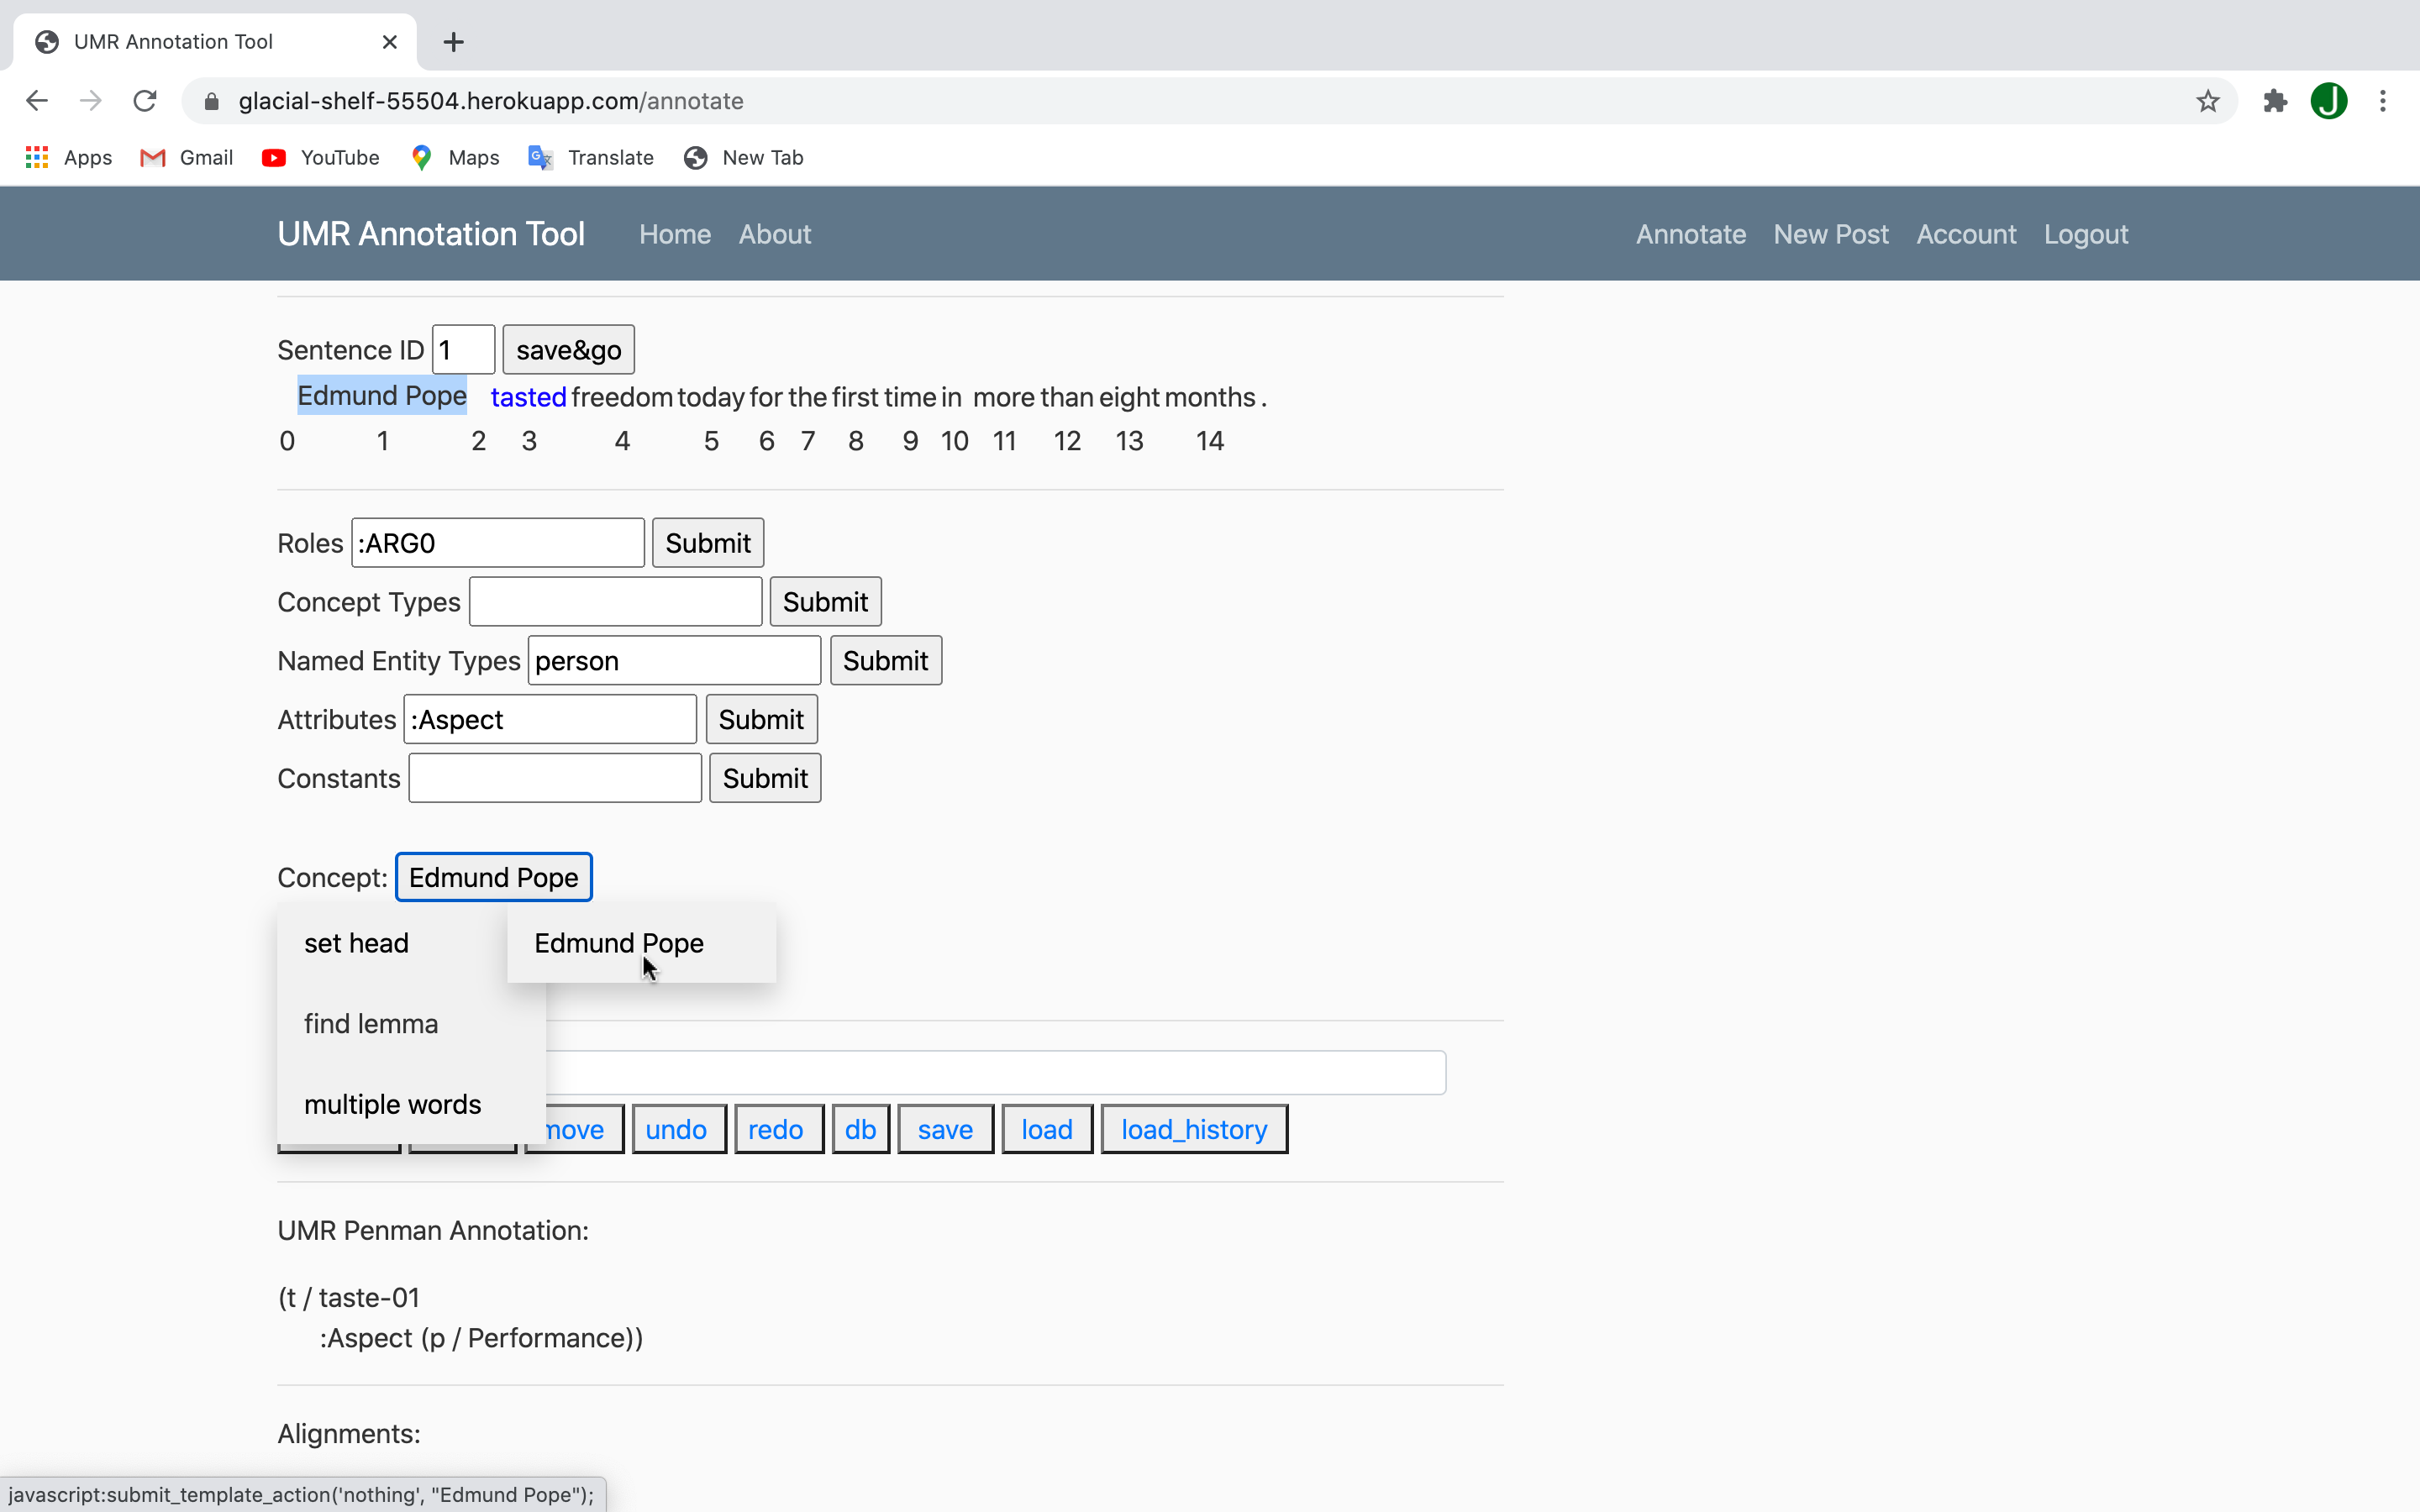 UMR Annotation Tool
glacial-shelf-55504.herokuapp.com/annotate
J
Apps Gmail YouTube Maps Translate New Tab
UMR Annotation Tool Home About Annotate New Post Account Logout
Sentence ID 1 save&go
Edmund Pope tasted freedom today for the first time in more than eight months .
0 1 2 3 4 5 6 7 8 9 10 11 12 13 14
Roles :ARG0 Submit
Concept Types Submit
Named Entity Types person Submit
Attributes :Aspect Submit
Constants Submit
Concept: Edmund Pope
set head Edmund Pope
find lemma
multiple words
move undo redo db save load load_history
UMR Penman Annotation:
(t / taste-01
:Aspect (p / Performance))
Alignments:
javascript:submit_template_action('nothing', "Edmund Pope");